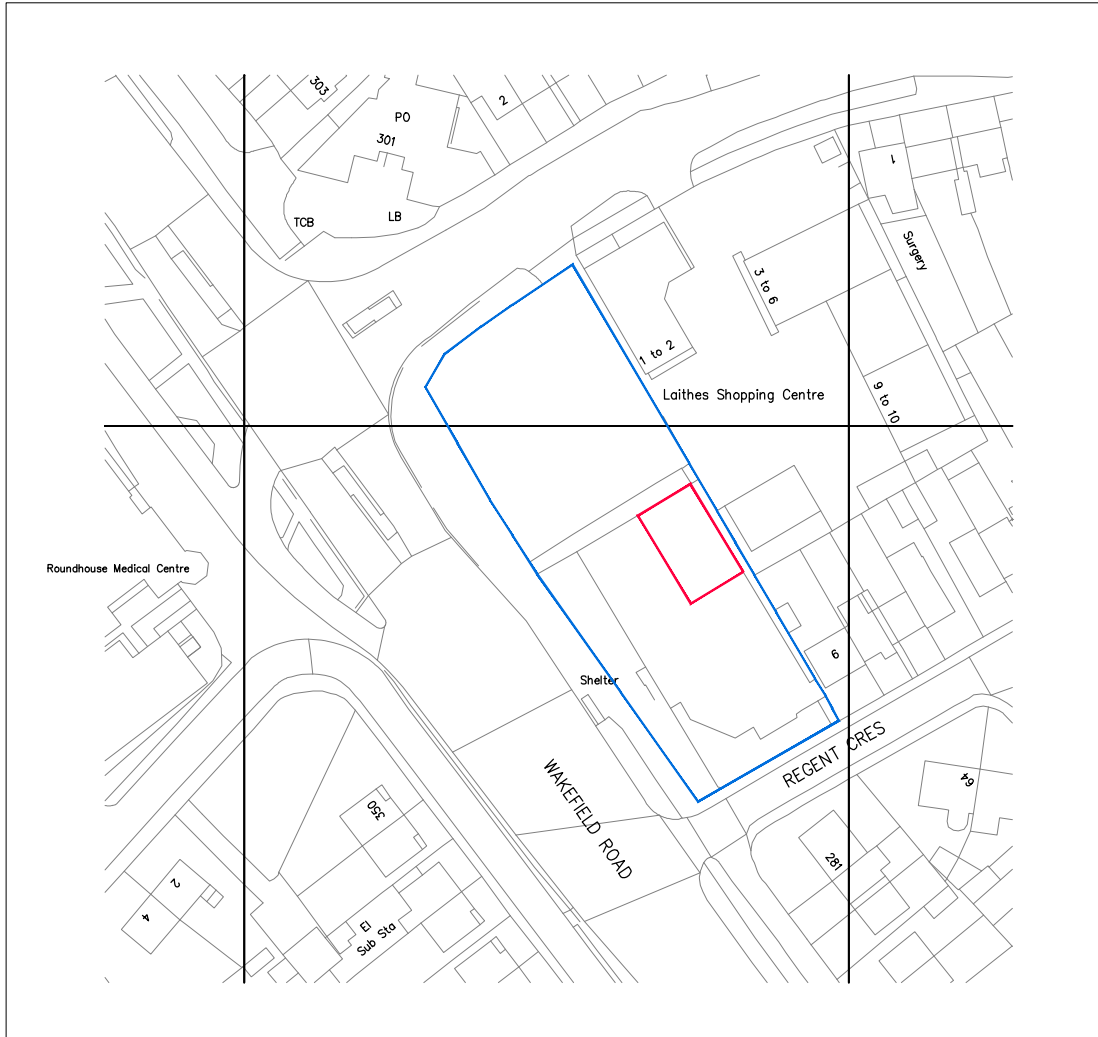 303
2
PO
301
1
TCB
LB
Surgery
3 to 6
1 to 2
Laithes Shopping Centre
9 to 10
Roundhouse Medical Centre
6
Shelter
REGENT CRES
WAKEFIELD ROAD
64
350
281
2
4
El
Sub Sta